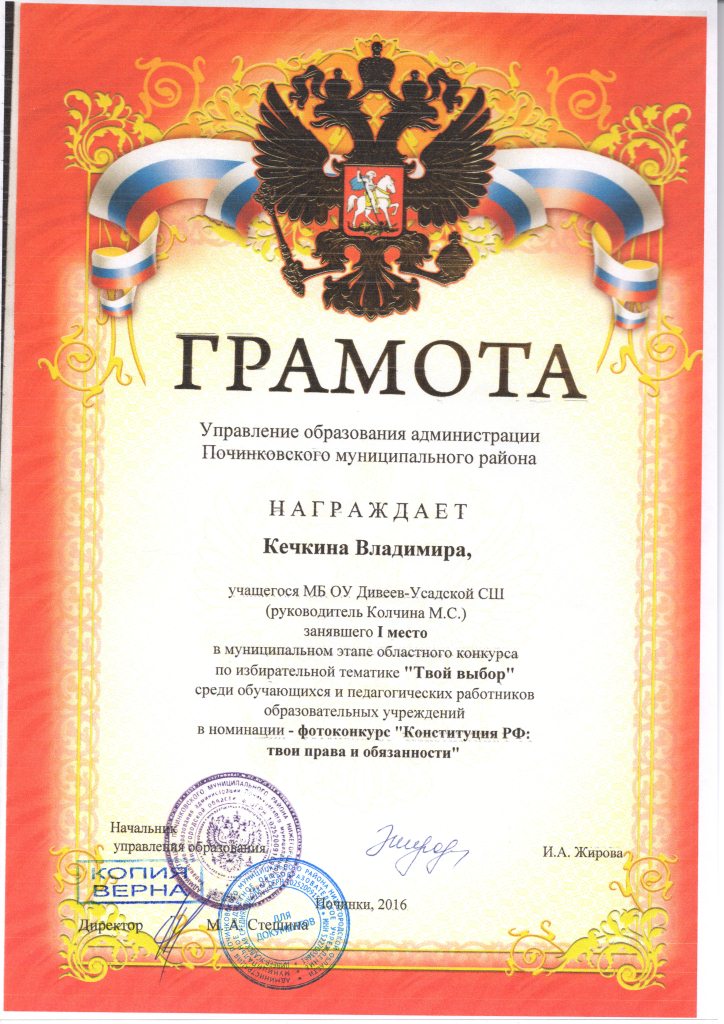 ГРАМОТА
Управление образования администрации
Починковского муниципального района
НАГРАЖДАЕТ
Кечкина Владимира,
учащегося МБ ОУ Дивеев-Усадской СШ
(руководитель Колчина М.С.)
занявшего I место
в муниципальном этапе областного конкурса
по избирательной тематике "Твой выбор"
среди обучающихся и педагогических работников
образовательных учреждений
в номинации - фотоконкурс "Конституция РФ:
твои права и обязанности"
Начальник
управления образования
И.А. Жирова
КОПИЯ
ВЕРНА
Починки, 2016
Директор М.А. Стешина
ДЛЯ
ДОКУМЕНТОВ